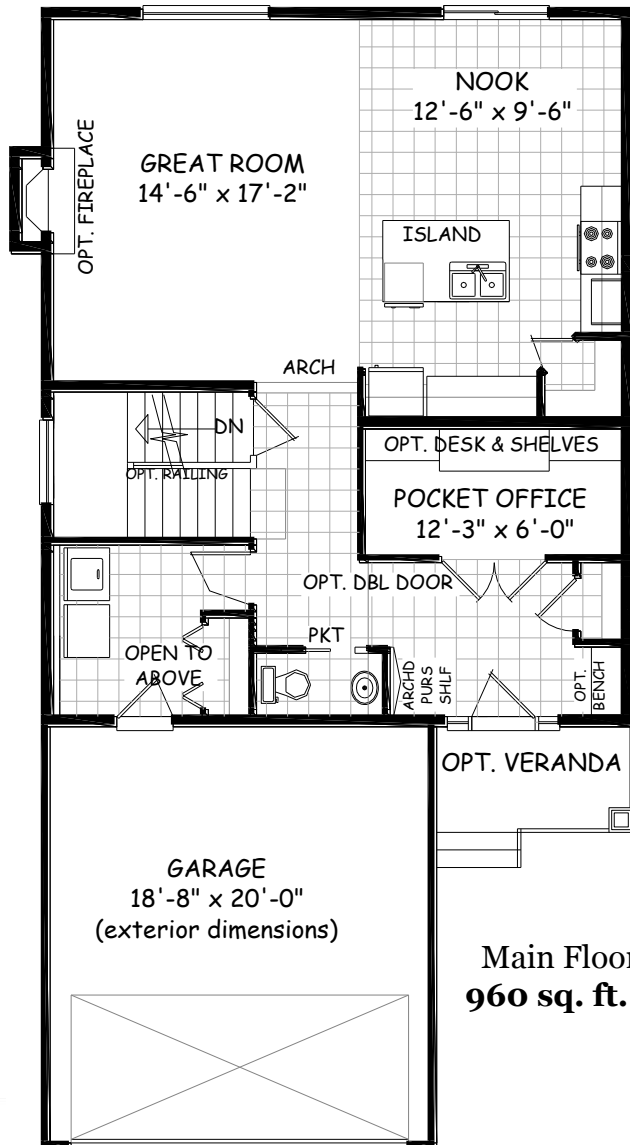 NOOK
12'-6" x 9'-6"
GREAT ROOM
14'-6" x 17'-2"
OPT. FIREPLACE
ISLAND
ARCH
DN
OPT. RAILING
OPT. DESK & SHELVES
POCKET OFFICE
12'-3" x 6'-0"
OPT. DBL DOOR
PKT
OPEN TO
ABOVE
ARCHD
PURS
SHLF
OPT.
BENCH
OPT. VERANDA
GARAGE
18'-8" x 20'-0"
(exterior dimensions)
Main Floor
960 sq. ft.